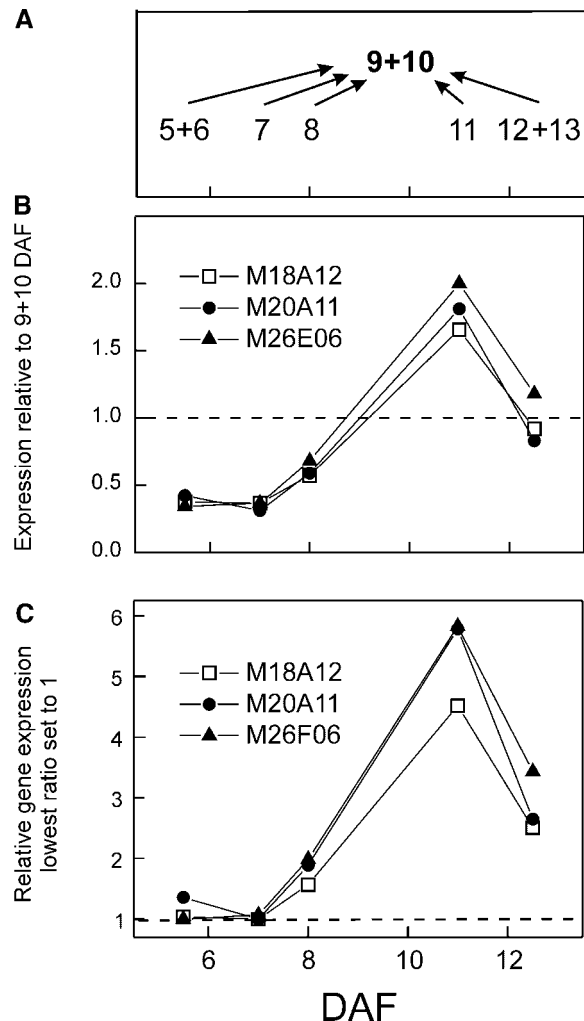 A
9+10
5+6 7 8 11 12+13
B
Expression relative to 9+10 DAF
2.0
1.5
1.0
0.5
0.0
M18A12
M20A11
M26E06
C
Relative gene expression
lowest ratio set to 1
6
5
4
3
2
1
M18A12
M20A11
M26F06
6 8 10 12
DAF